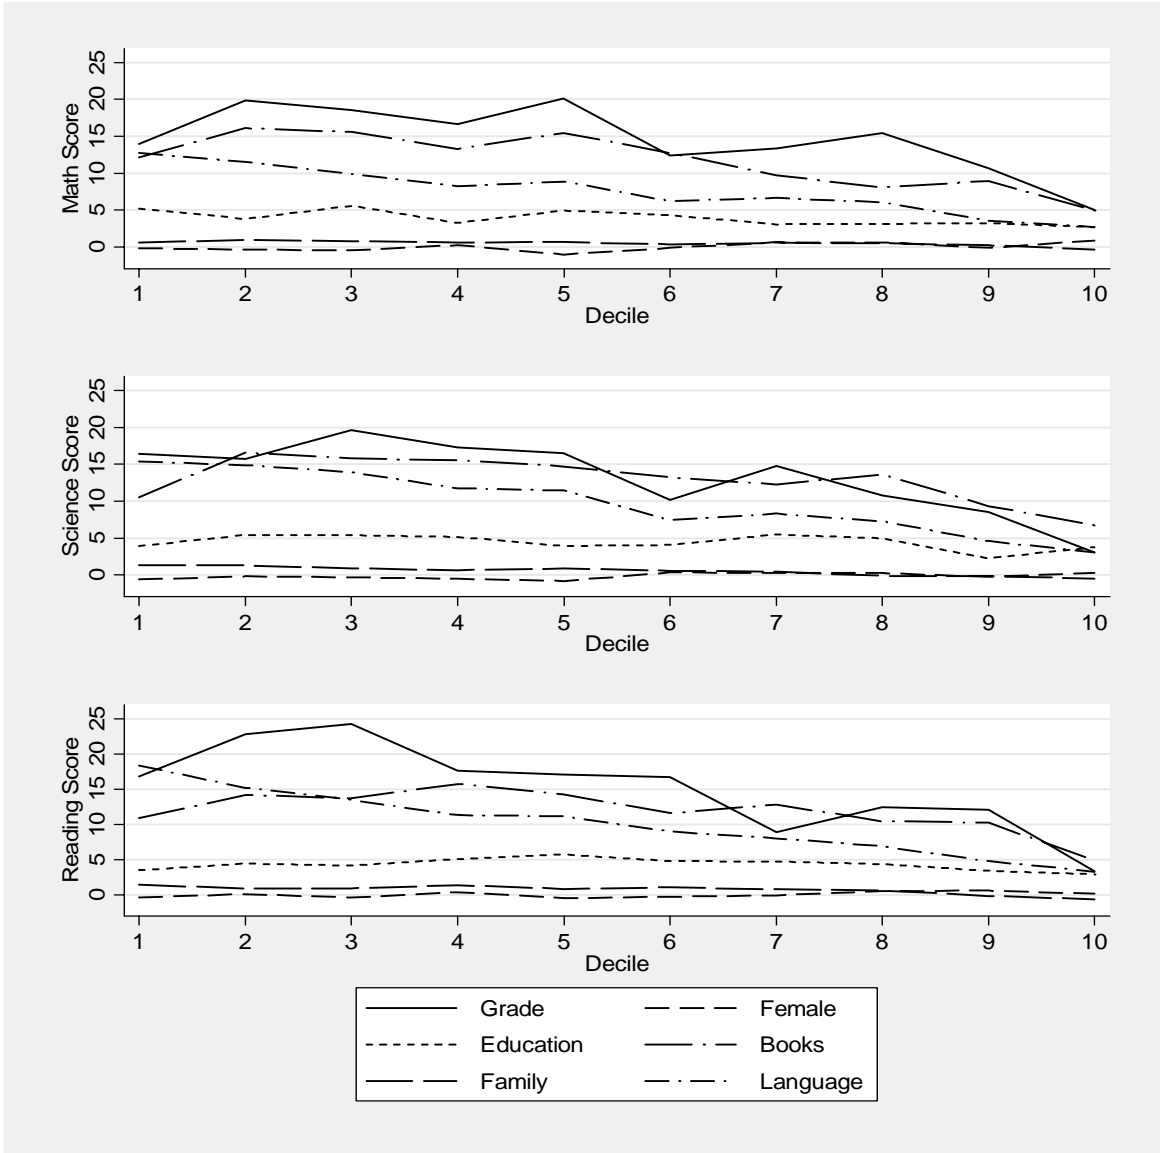 Math Score
25
20
15
10
5
0
1 2 3 4 5 6 7 8 9 10
Decile
Science Score
25
20
15
10
5
0
1 2 3 4 5 6 7 8 9 10
Decile
Reading Score
25
20
15
10
5
0
1 2 3 4 5 6 7 8 9 10
Decile
Grade Female
Education Books
Family Language